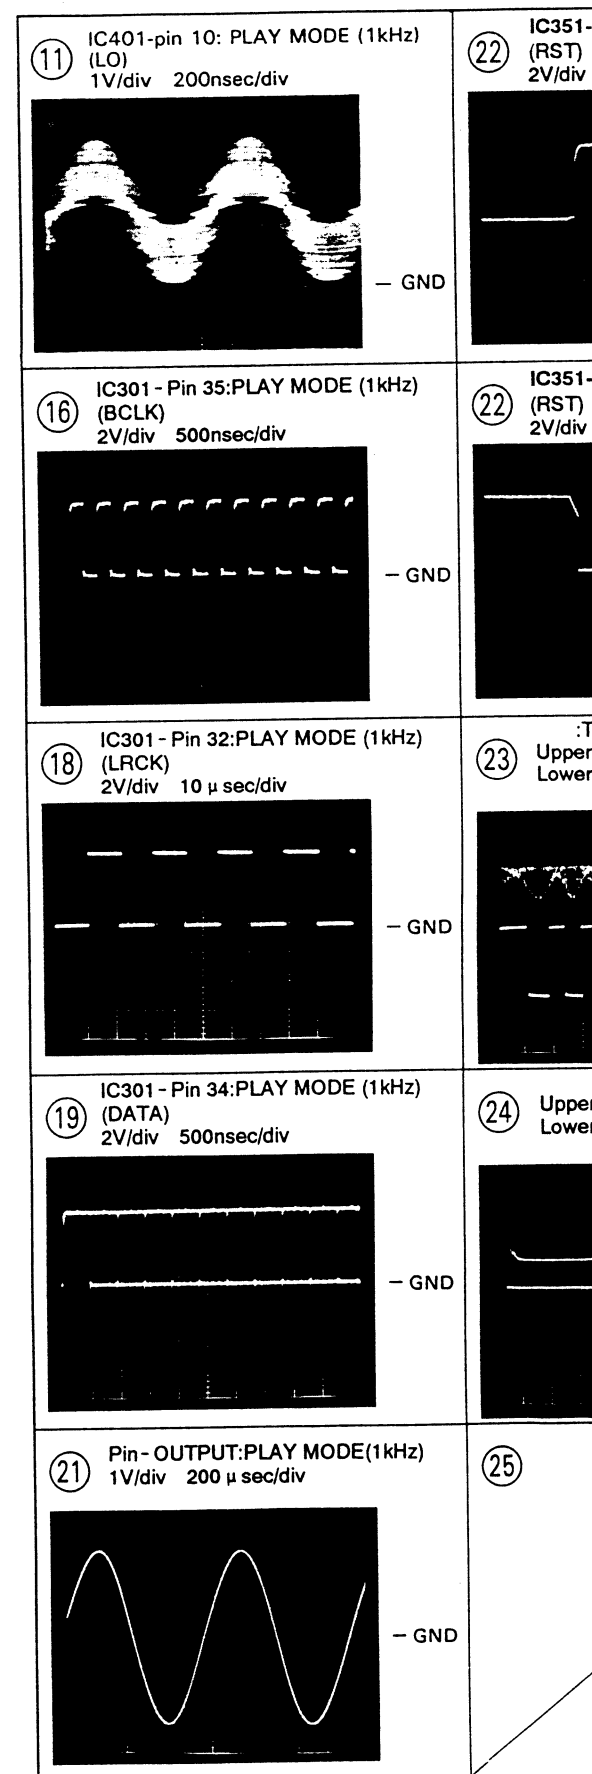 11
IC401-pin 10: PLAY MODE (1kHz)
(LO)
1V/div 200nsec/div
— GND
16
IC301 - Pin 35:PLAY MODE (1kHz)
(BCLK)
2V/div 500nsec/div
— GND
18
IC301 - Pin 32:PLAY MODE (1kHz)
(LRCK)
2V/div 10 μ sec/div
— GND
19
IC301 - Pin 34:PLAY MODE (1kHz)
(DATA)
2V/div 500nsec/div
— GND
21
Pin - OUTPUT:PLAY MODE(1kHz)
1V/div 200 μ sec/div
— GND
22
IC351-
(RST)
2V/div
22
IC351-
(RST)
2V/div
23
:T
Upper
Lower
24
Upper
Lower
25